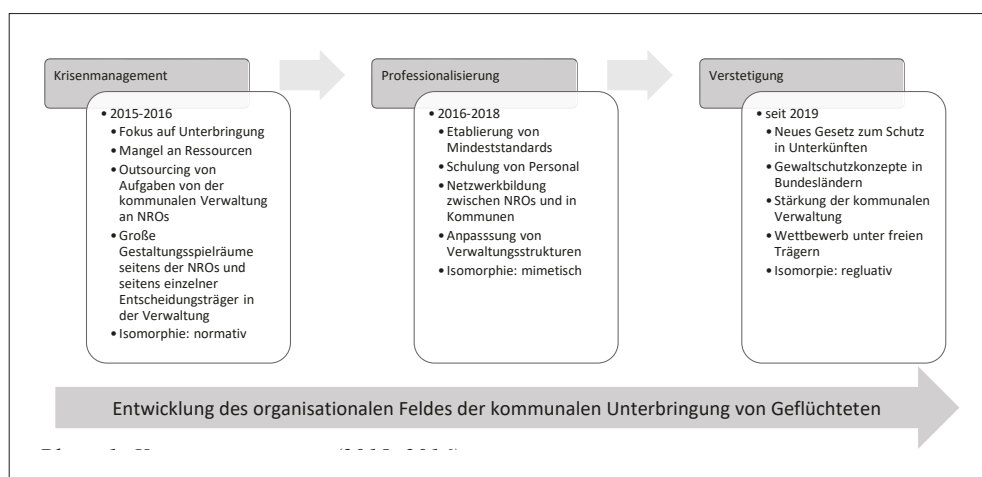 Krisenmanagement
• 2015-2016
• Fokus auf Unterbringung
• Mangel an Ressourcen
• Outsourcing von
Aufgaben von der
kommunalen Verwaltung
an NROs
• Große
Gestaltungsspielräume
seitens der NROs und
seitens einzelner
Entscheidungsträger in
der Verwaltung
• Isomorphie: normativ
Professionalisierung
• 2016-2018
• Etablierung von
Mindeststandards
• Schulung von Personal
• Netzwerkbildung
zwischen NROs und in
Kommunen
• Anpasssung von
Verwaltungsstrukturen
• Isomorphie: mimetisch
Verstetigung
• seit 2019
• Neues Gesetz zum Schutz
in Unterkünften
• Gewaltschutzkonzepte in
Bundesländern
• Stärkung der kommunalen
Verwaltung
• Wettbewerb unter freien
Trägern
• Isomorpie: regluativ
Entwicklung des organisationalen Feldes der kommunalen Unterbringung von Geflüchteten